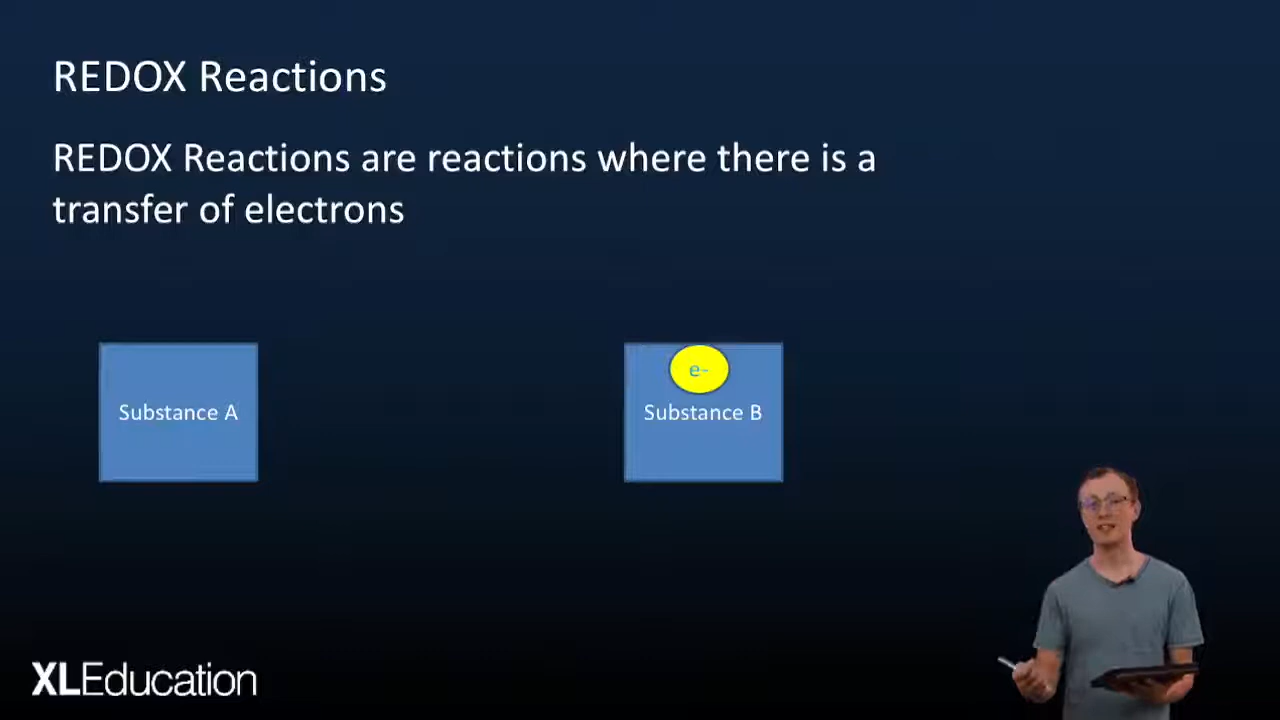 REDOX Reactions
REDOX Reactions are reactions where there is a
transfer of electrons
e-
Substance A
Substance B
XLEducation